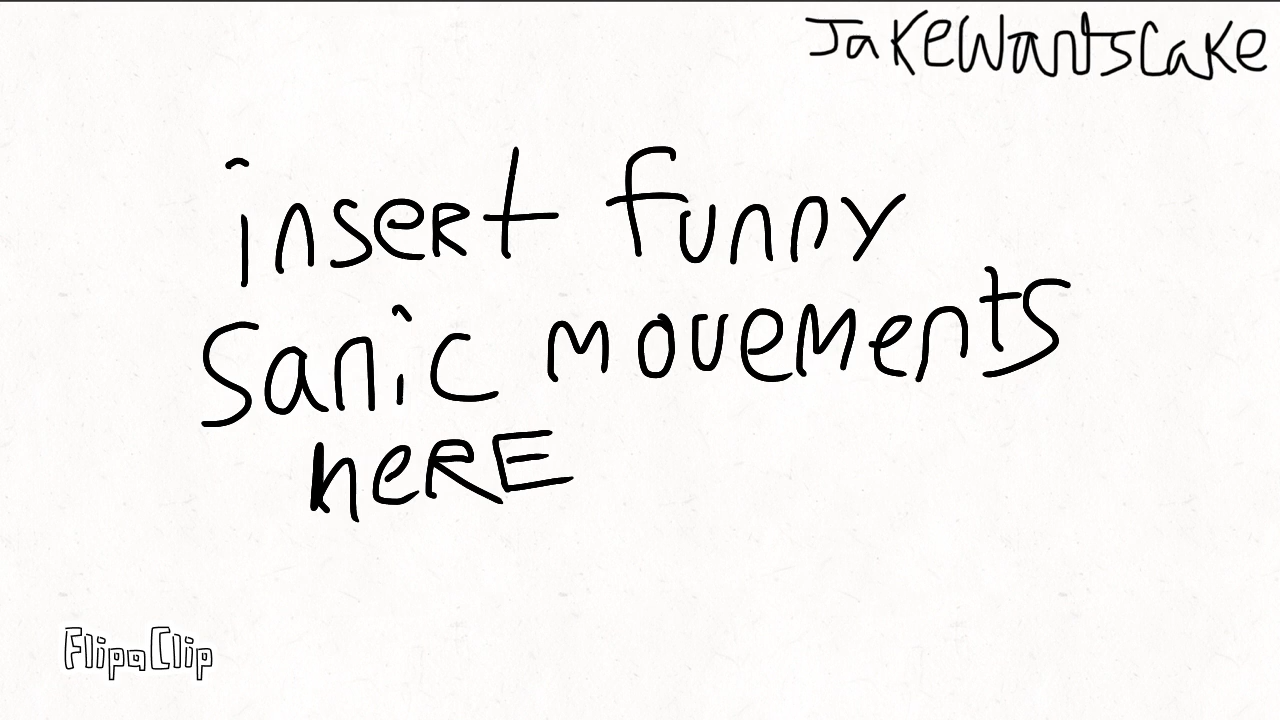 JaKeWantsCake
insert funny
Sanic movements
heRE
FlipaClip